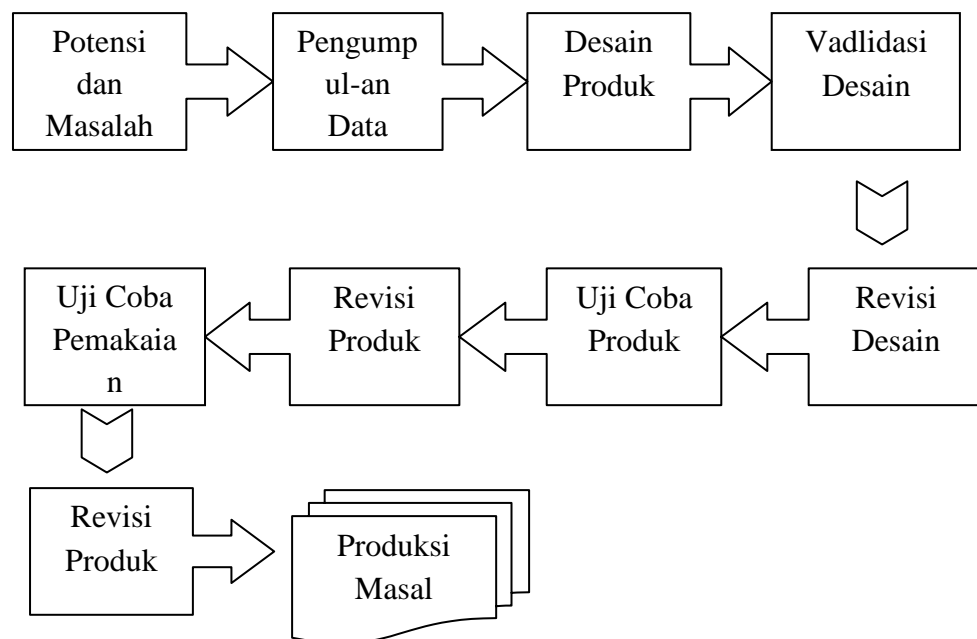 Potensi
dan
Masalah
Pengump
ul-an
Data
Desain
Produk
Vadlidasi
Desain
Revisi
Desain
Uji Coba
Produk
Revisi
Produk
Uji Coba
Pemakaia
n
Revisi
Produk
Produksi
Masal